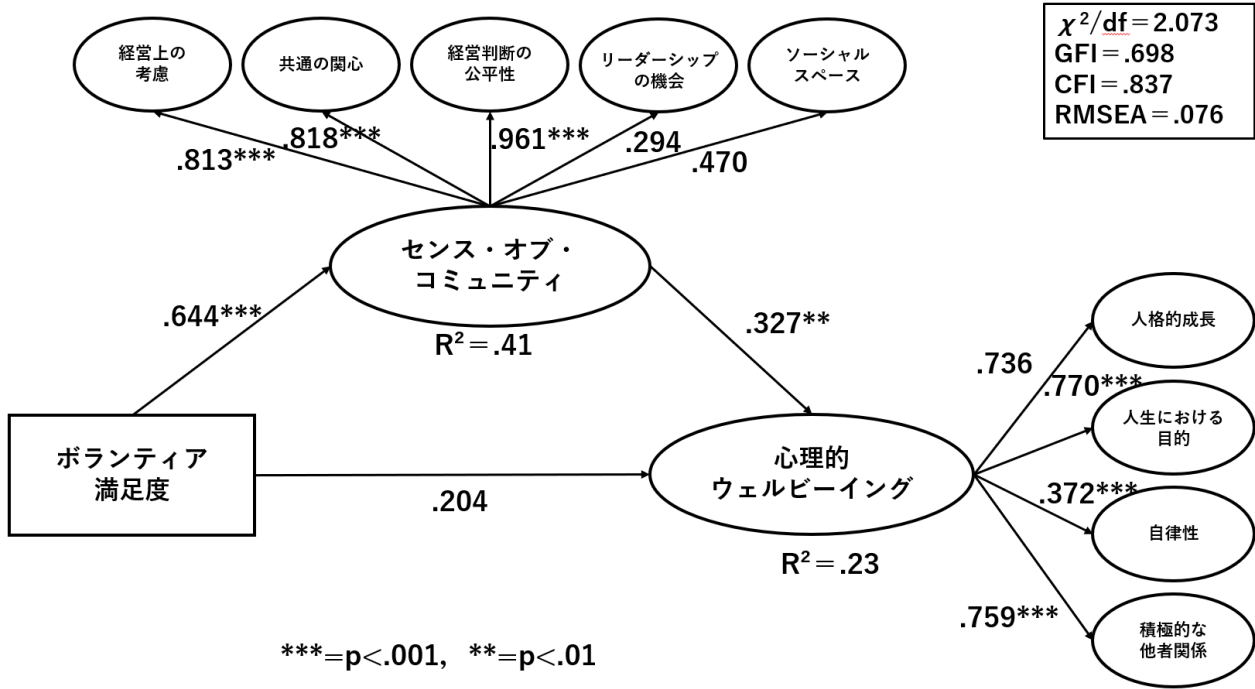 経営上の
考慮
共通の関心
経営判断の
公平性
リーダーシップ
の機会
ソーシャル
スペース
χ²/df＝2.073
GFI＝.698
CFI＝.837
RMSEA＝.076
.813***
.818***
.961***
.294
.470
センス・オブ・
コミュニティ
R²＝.41
.644***
.327**
ボランティア
満足度
.204
心理的
ウェルビーイング
R²＝.23
.736
.770***
.372***
.759***
人格的成長
人生における
目的
自律性
積極的な
他者関係
***=p<.001, **=p<.01